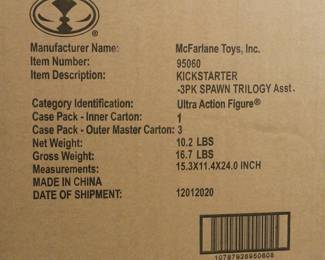 Manufacturer Name: McFarlane Toys, Inc.
Item Number: 95060
Item Description: KICKSTARTER
-3PK SPAWN TRILOGY Asst.
Category Identification: Ultra Action Figure®
Case Pack - Inner Carton: 1
Case Pack - Outer Master Carton: 3
Net Weight: 10.2 LBS
Gross Weight: 16.7 LBS
Measurements: 15.3X11.4X24.0 INCH
MADE IN CHINA
DATE OF SHIPMENT: 12012020
10787926950608